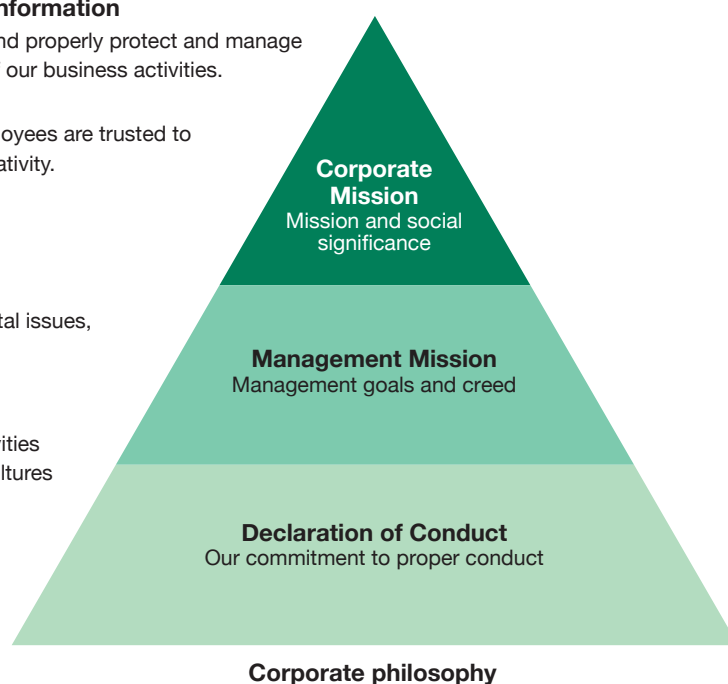 nformation
nd properly protect and manage
our business activities.
oyees are trusted to
ativity.
tal issues,
ities
ltures
Corporate
Mission
Mission and social
significance
Management Mission
Management goals and creed
Declaration of Conduct
Our commitment to proper conduct
Corporate philosophy